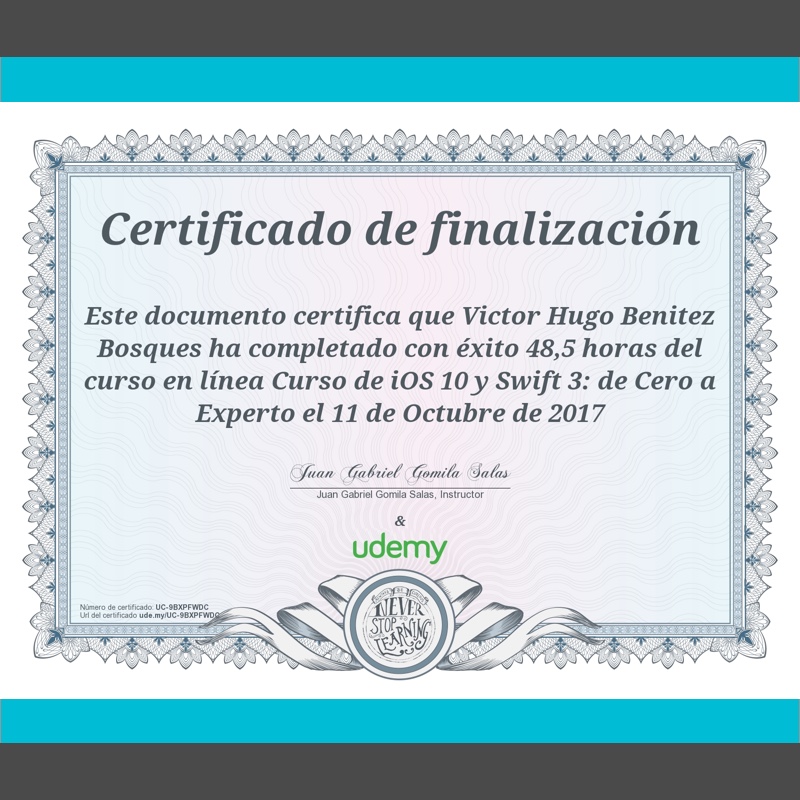 Certificado de finalización
Este documento certifica que Victor Hugo Benitez
Bosques ha completado con éxito 48,5 horas del
curso en línea Curso de iOS 10 y Swift 3: de Cero a
Experto el 11 de Octubre de 2017
Juan Gabriel Gomila Salas
Juan Gabriel Gomila Salas, Instructor
&
udemy
Número de certificado: UC-9BXPFWDC
Url del certificado ude.my/UC-9BXPFWDC
NEVER
STOP
LEARNING